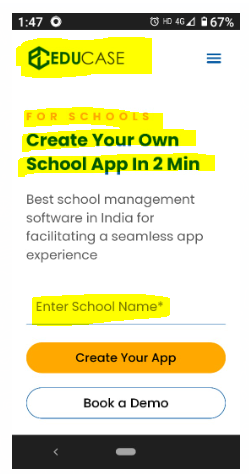 1:47 HD 4G 67%
EDUCASE
FOR SCHOOLS
Create Your Own
School App In 2 Min
Best school management
software in India for
facilitating a seamless app
experience
Enter School Name*
Create Your App
Book a Demo